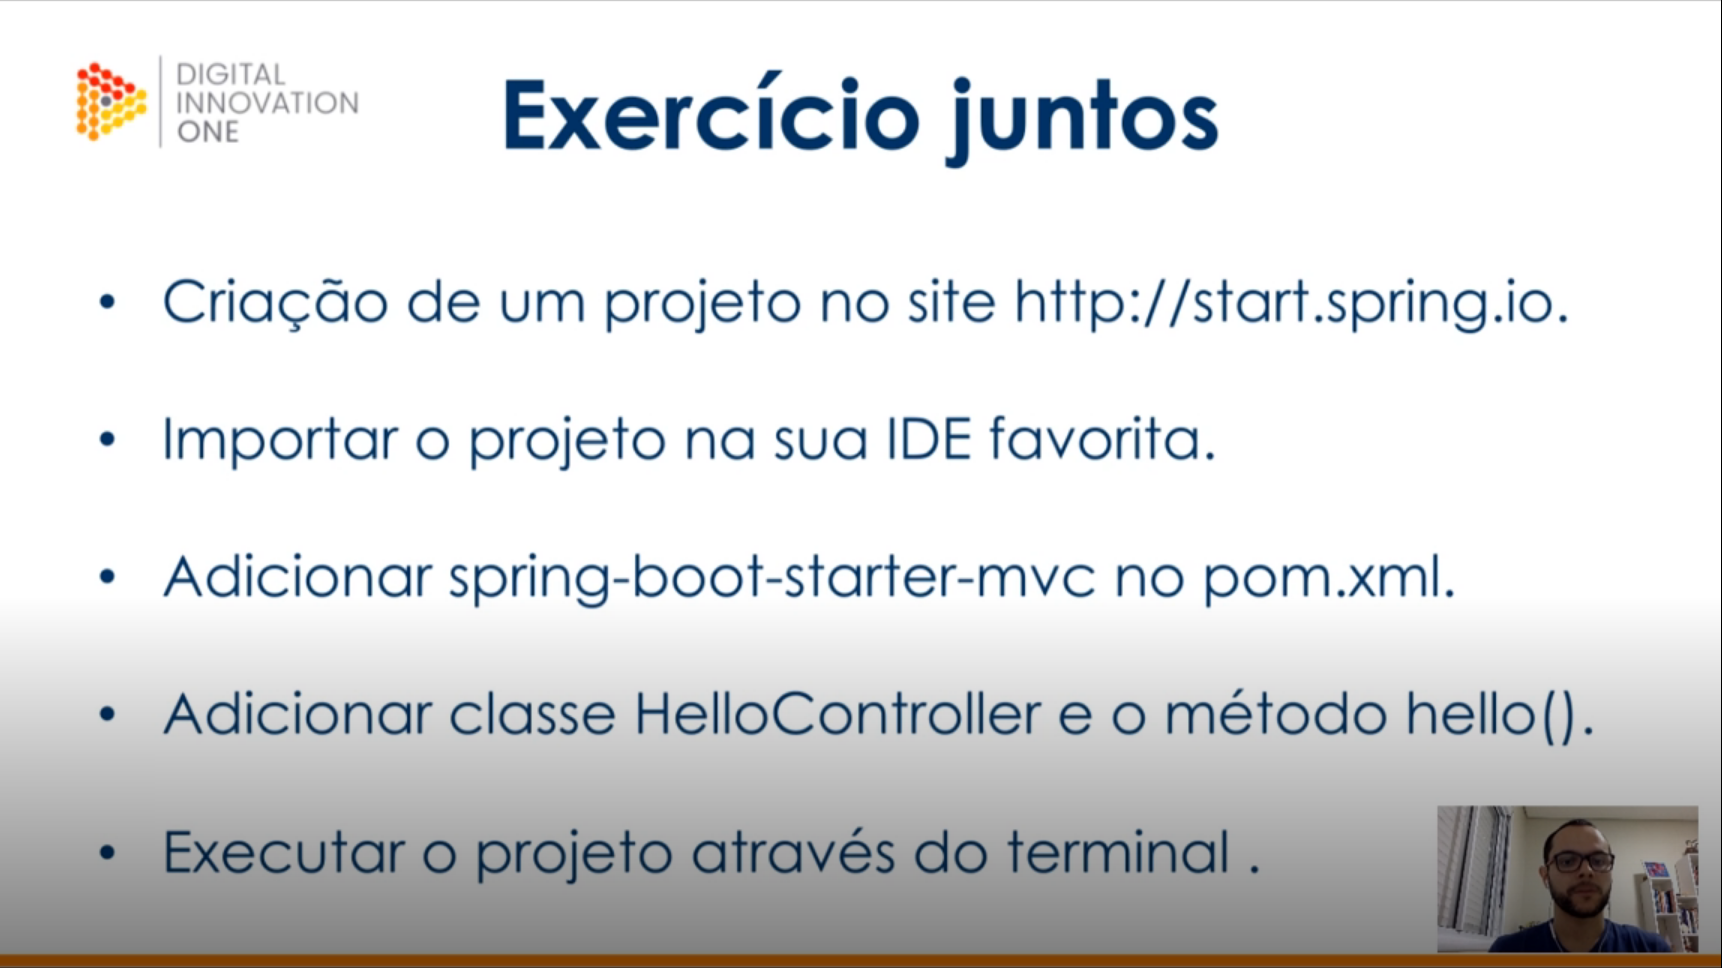 DIGITAL
INNOVATION
ONE
Exercício juntos
• Criação de um projeto no site http://start.spring.io.
• Importar o projeto na sua IDE favorita.
• Adicionar spring-boot-starter-mvc no pom.xml.
• Adicionar classe HelloController e o método hello().
• Executar o projeto através do terminal .